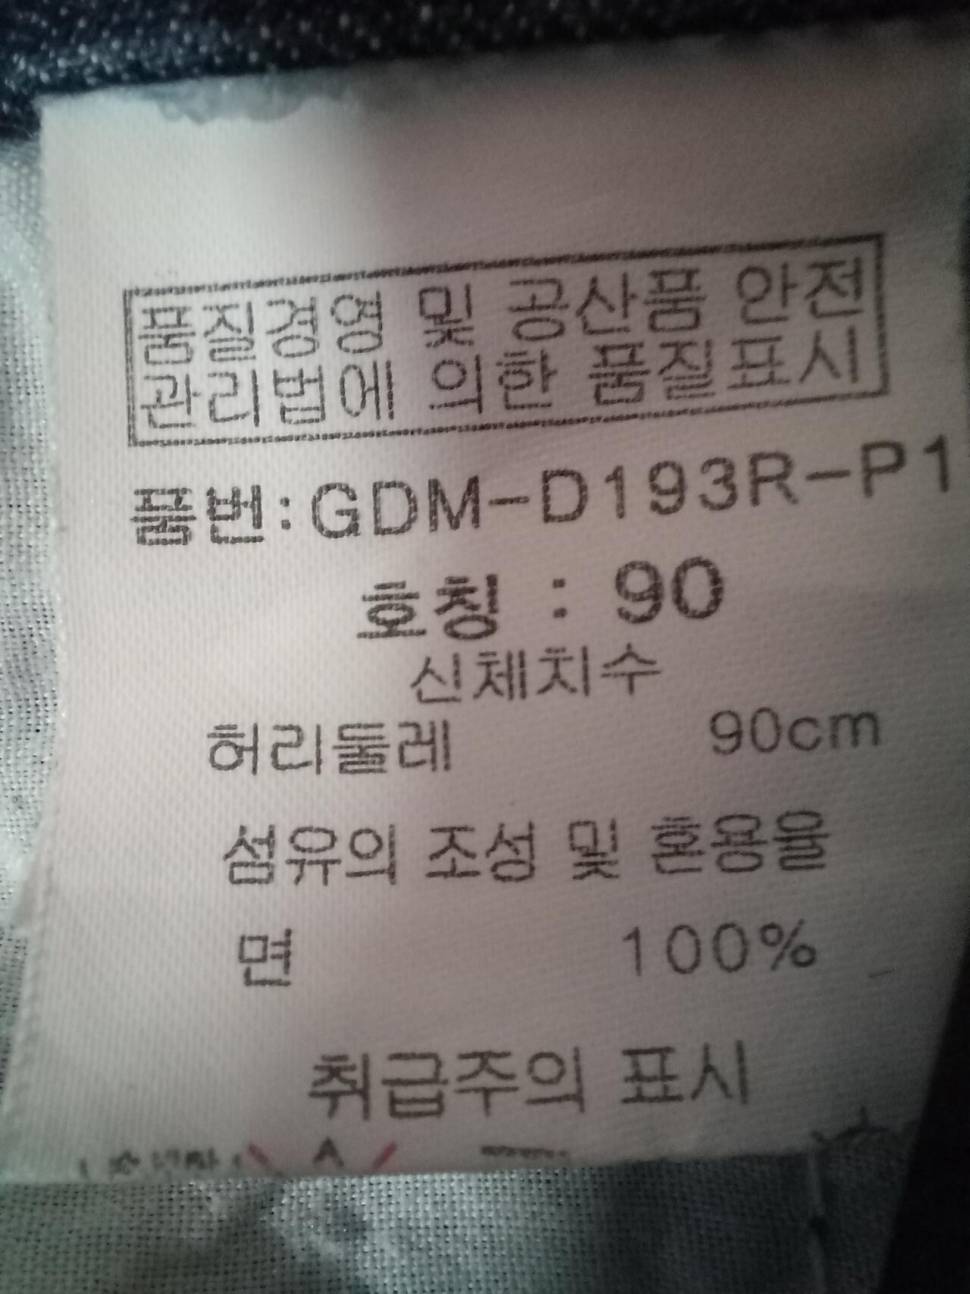 품질경영 및 공산품 안전
관리법에 의한 품질표시
품번:GDM-D193R-P1
호칭 : 90
신체치수
허리둘레 90cm
섬유의 조성 및 혼용율
면 100%
취급주의 표시